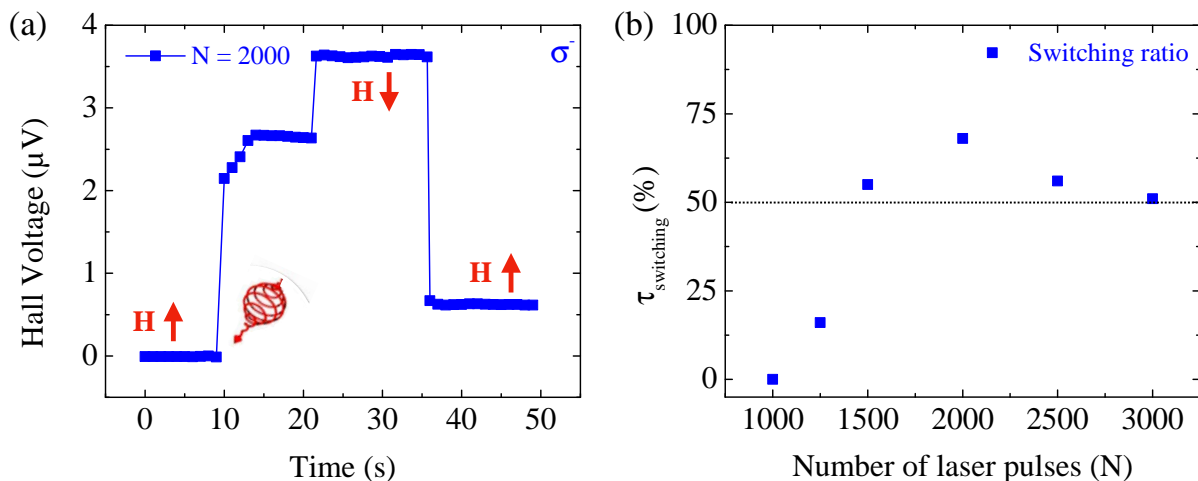 (a)
N = 2000
σ⁻
Hall Voltage (µV)
4
3
2
1
0
H
H
H
0 10 20 30 40 50
Time (s)
(b)
Switching ratio
τswitching (%)
100
75
50
25
0
1000 1500 2000 2500 3000
Number of laser pulses (N)